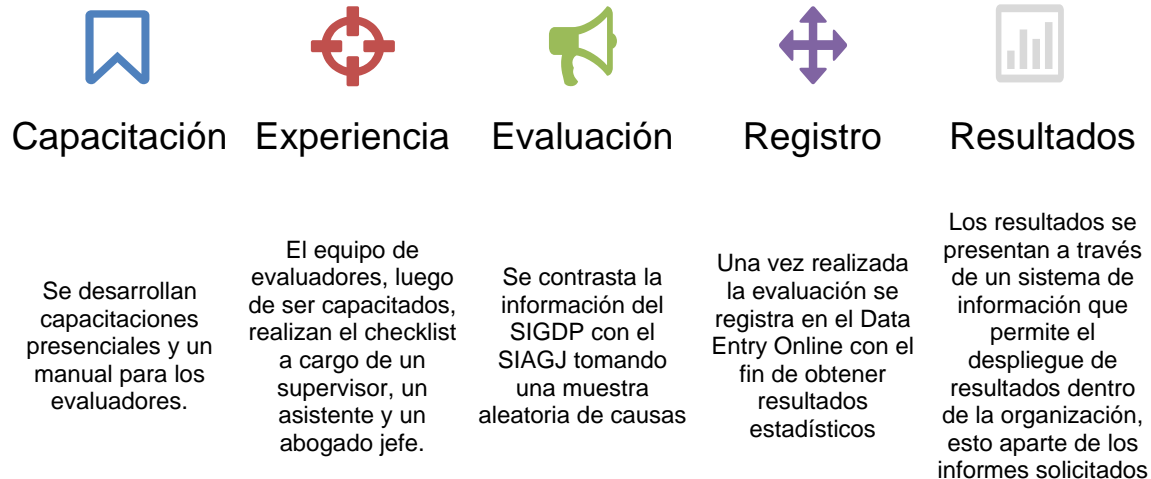 Capacitación
Experiencia
Evaluación
Registro
Resultados
Se desarrollan
capacitaciones
presenciales y un
manual para los
evaluadores.
El equipo de
evaluadores, luego
de ser capacitados,
realizan el checklist
a cargo de un
supervisor, un
asistente y un
abogado jefe.
Se contrasta la
información del
SIGDP con el
SIAGJ tomando
una muestra
aleatoria de causas
Una vez realizada
la evaluación se
registra en el Data
Entry Online con el
fin de obtener
resultados
estadísticos
Los resultados se
presentan a través
de un sistema de
información que
permite el
despliegue de
resultados dentro
de la organización,
esto aparte de los
informes solicitados